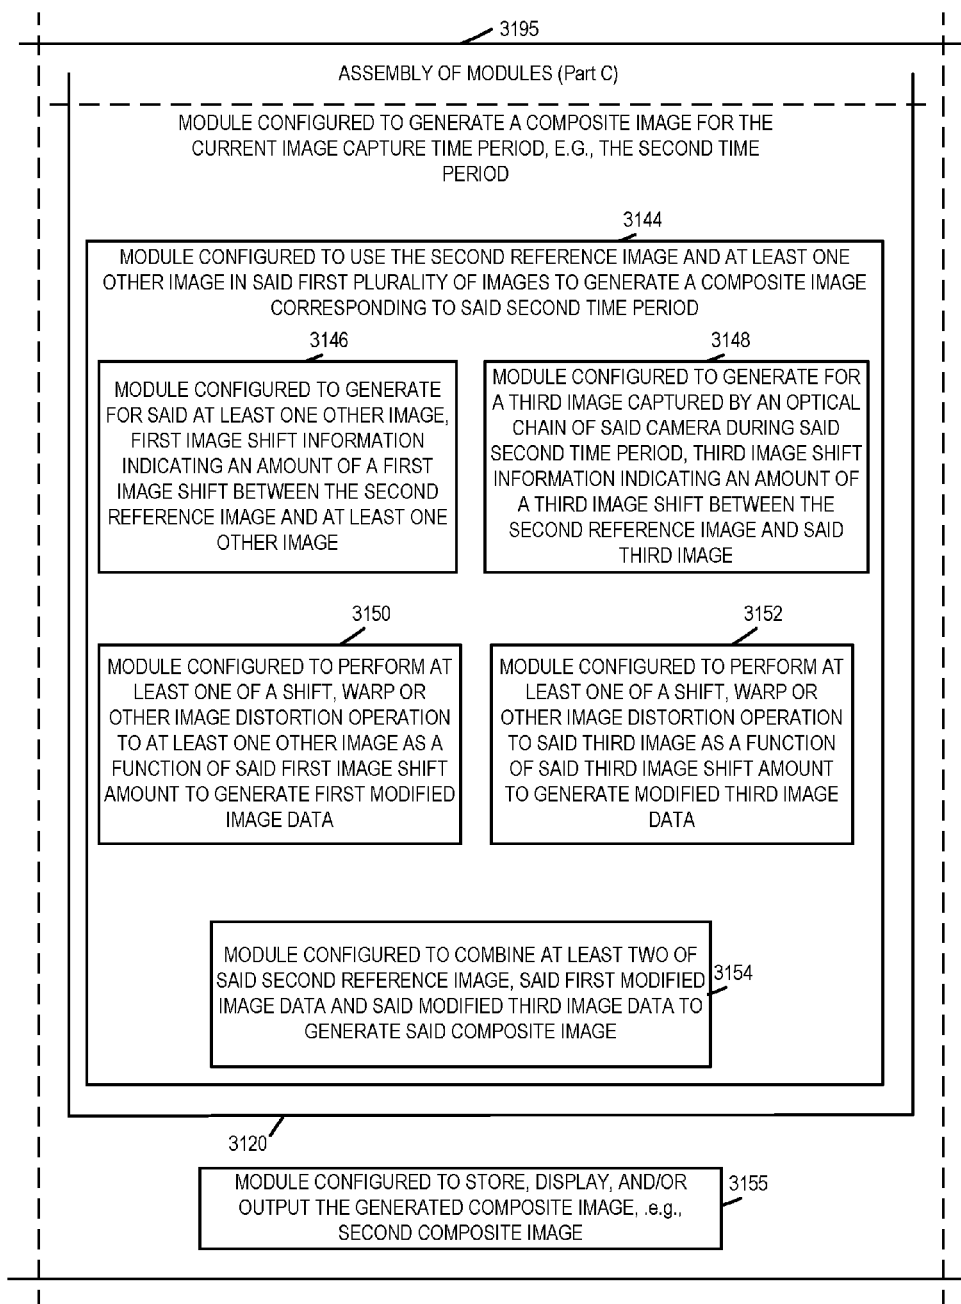 3195
ASSEMBLY OF MODULES (Part C)
MODULE CONFIGURED TO GENERATE A COMPOSITE IMAGE FOR THE
CURRENT IMAGE CAPTURE TIME PERIOD, E.G., THE SECOND TIME
PERIOD
3144
MODULE CONFIGURED TO USE THE SECOND REFERENCE IMAGE AND AT LEAST ONE
OTHER IMAGE IN SAID FIRST PLURALITY OF IMAGES TO GENERATE A COMPOSITE IMAGE
CORRESPONDING TO SAID SECOND TIME PERIOD
3146
MODULE CONFIGURED TO GENERATE
FOR SAID AT LEAST ONE OTHER IMAGE,
FIRST IMAGE SHIFT INFORMATION
INDICATING AN AMOUNT OF A FIRST
IMAGE SHIFT BETWEEN THE SECOND
REFERENCE IMAGE AND AT LEAST ONE
OTHER IMAGE
3148
MODULE CONFIGURED TO GENERATE FOR
A THIRD IMAGE CAPTURED BY AN OPTICAL
CHAIN OF SAID CAMERA DURING SAID
SECOND TIME PERIOD, THIRD IMAGE SHIFT
INFORMATION INDICATING AN AMOUNT OF
A THIRD IMAGE SHIFT BETWEEN THE
SECOND REFERENCE IMAGE AND SAID
THIRD IMAGE
3150
MODULE CONFIGURED TO PERFORM AT
LEAST ONE OF A SHIFT, WARP OR
OTHER IMAGE DISTORTION OPERATION
TO AT LEAST ONE OTHER IMAGE AS A
FUNCTION OF SAID FIRST IMAGE SHIFT
AMOUNT TO GENERATE FIRST MODIFIED
IMAGE DATA
3152
MODULE CONFIGURED TO PERFORM AT
LEAST ONE OF A SHIFT, WARP OR
OTHER IMAGE DISTORTION OPERATION
TO SAID THIRD IMAGE AS A FUNCTION
OF SAID THIRD IMAGE SHIFT AMOUNT
TO GENERATE MODIFIED THIRD IMAGE
DATA
MODULE CONFIGURED TO COMBINE AT LEAST TWO OF
SAID SECOND REFERENCE IMAGE, SAID FIRST MODIFIED
IMAGE DATA AND SAID MODIFIED THIRD IMAGE DATA TO
GENERATE SAID COMPOSITE IMAGE
3154
3120
MODULE CONFIGURED TO STORE, DISPLAY, AND/OR
OUTPUT THE GENERATED COMPOSITE IMAGE, .e.g.,
SECOND COMPOSITE IMAGE
3155